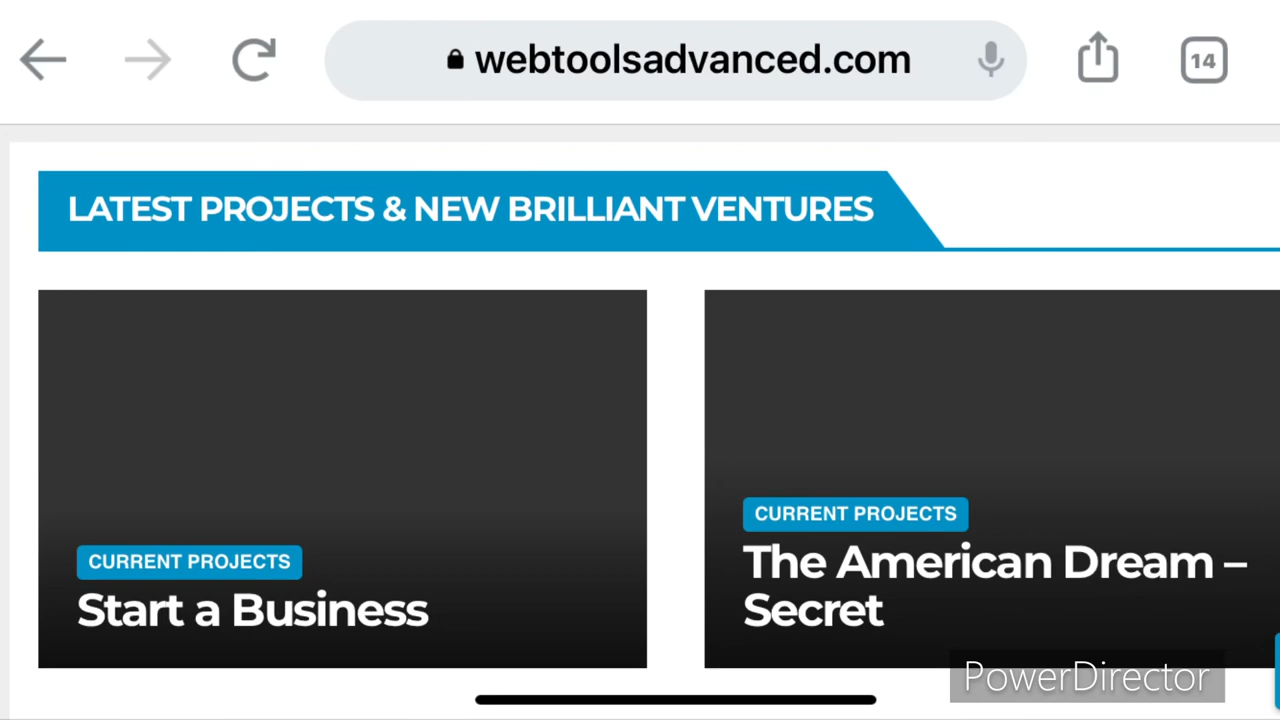 webtoolsadvanced.com
14
LATEST PROJECTS & NEW BRILLIANT VENTURES
CURRENT PROJECTS
Start a Business
CURRENT PROJECTS
The American Dream –
Secret
PowerDirector